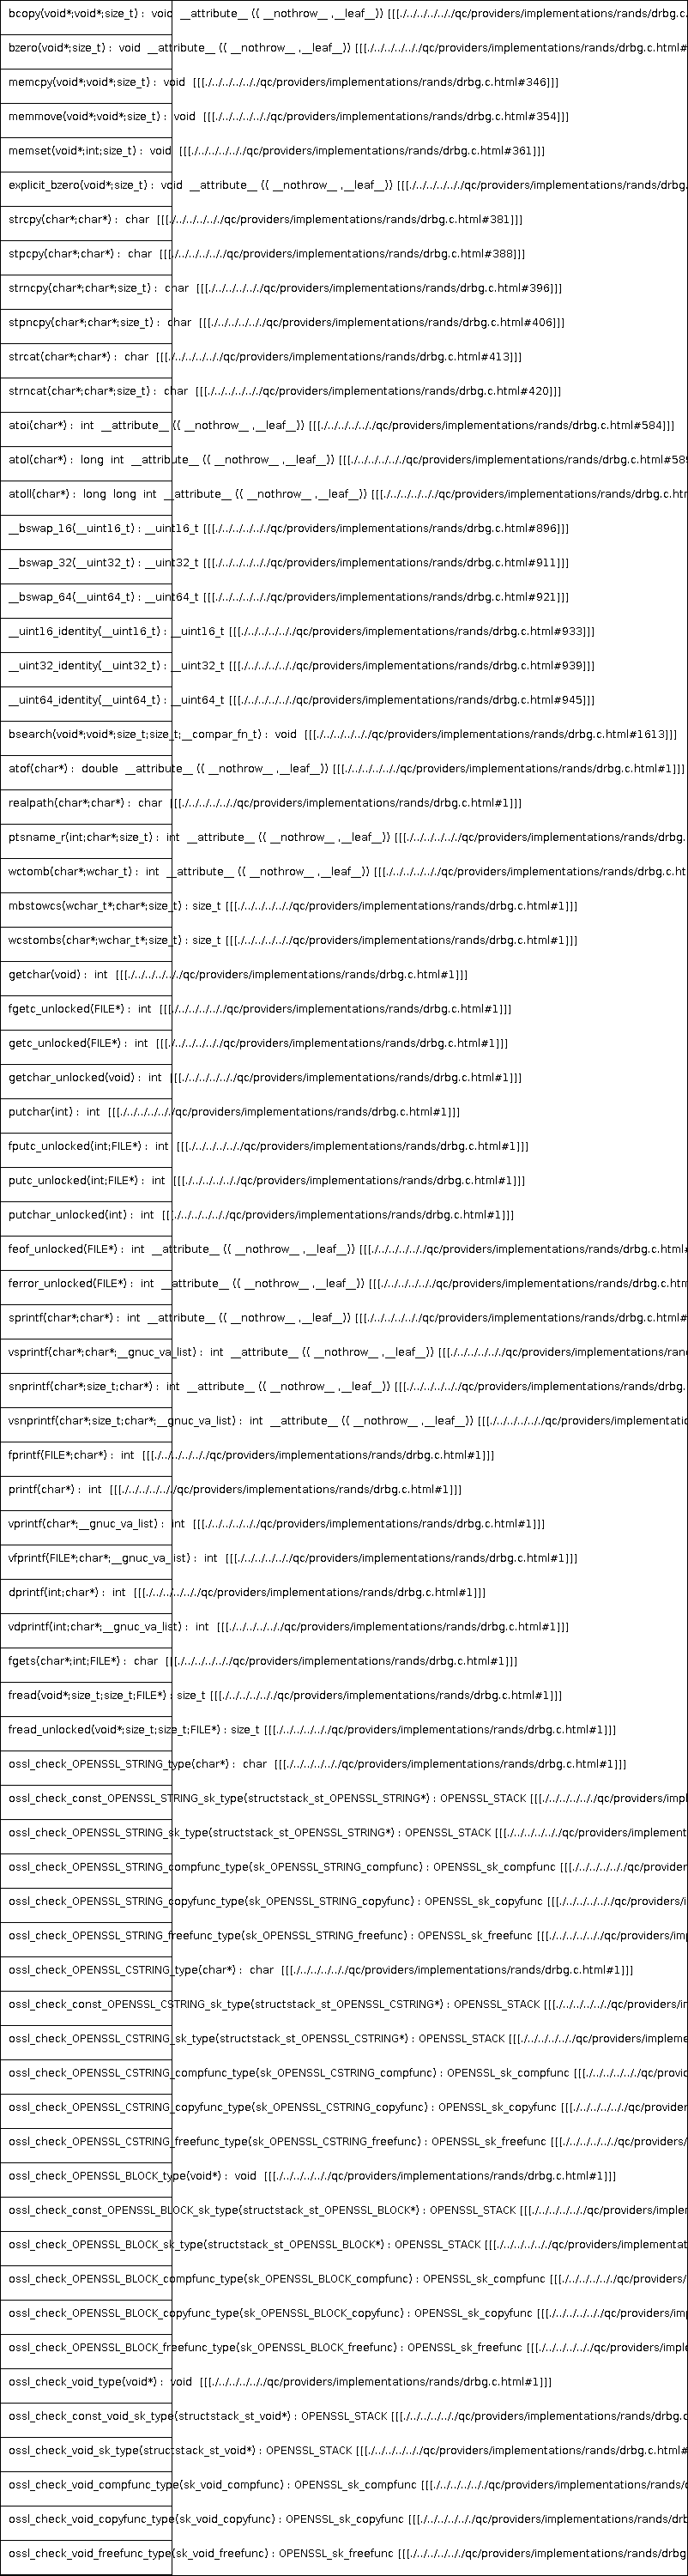 bcopy(void*;void*;size_t) : void __attribute__ (( __nothrow__ ,__leaf__)) [[[./../../../../../qc/providers/implementations/rands/drbg.c.
bzero(void*;size_t) : void __attribute__ (( __nothrow__ ,__leaf__)) [[[./../../../../../qc/providers/implementations/rands/drbg.c.html#
memcpy(void*;void*;size_t) : void [[[./../../../../../qc/providers/implementations/rands/drbg.c.html#346]]]
memmove(void*;void*;size_t) : void [[[./../../../../../qc/providers/implementations/rands/drbg.c.html#354]]]
memset(void*;int;size_t) : void [[[./../../../../../qc/providers/implementations/rands/drbg.c.html#361]]]
explicit_bzero(void*;size_t) : void __attribute__ (( __nothrow__ ,__leaf__)) [[[./../../../../../qc/providers/implementations/rands/drbg.
strcpy(char*;char*) : char [[[./../../../../../qc/providers/implementations/rands/drbg.c.html#381]]]
stpcpy(char*;char*) : char [[[./../../../../../qc/providers/implementations/rands/drbg.c.html#388]]]
strncpy(char*;char*;size_t) : char [[[./../../../../../qc/providers/implementations/rands/drbg.c.html#396]]]
stpncpy(char*;char*;size_t) : char [[[./../../../../../qc/providers/implementations/rands/drbg.c.html#406]]]
strcat(char*;char*) : char [[[./../../../../../qc/providers/implementations/rands/drbg.c.html#413]]]
strncat(char*;char*;size_t) : char [[[./../../../../../qc/providers/implementations/rands/drbg.c.html#420]]]
atoi(char*) : int __attribute__ (( __nothrow__ ,__leaf__)) [[[./../../../../../qc/providers/implementations/rands/drbg.c.html#584]]]
atol(char*) : long int __attribute__ (( __nothrow__ ,__leaf__)) [[[./../../../../../qc/providers/implementations/rands/drbg.c.html#589
atoll(char*) : long long int __attribute__ (( __nothrow__ ,__leaf__)) [[[./../../../../../qc/providers/implementations/rands/drbg.c.htr
__bswap_16(__uint16_t) : __uint16_t [[[./../../../../../qc/providers/implementations/rands/drbg.c.html#896]]]
__bswap_32(__uint32_t) : __uint32_t [[[./../../../../../qc/providers/implementations/rands/drbg.c.html#911]]]
__bswap_64(__uint64_t) : __uint64_t [[[./../../../../../qc/providers/implementations/rands/drbg.c.html#921]]]
__uint16_identity(__uint16_t) : __uint16_t [[[./../../../../../qc/providers/implementations/rands/drbg.c.html#933]]]
__uint32_identity(__uint32_t) : __uint32_t [[[./../../../../../qc/providers/implementations/rands/drbg.c.html#939]]]
__uint64_identity(__uint64_t) : __uint64_t [[[./../../../../../qc/providers/implementations/rands/drbg.c.html#945]]]
bsearch(void*;void*;size_t;size_t;__compar_fn_t) : void [[[./../../../../../qc/providers/implementations/rands/drbg.c.html#1613]]]
atof(char*) : double __attribute__ (( __nothrow__ ,__leaf__)) [[[./../../../../../qc/providers/implementations/rands/drbg.c.html#1]]]
realpath(char*;char*) : char [[[./../../../../../qc/providers/implementations/rands/drbg.c.html#1]]]
ptsname_r(int;char*;size_t) : int __attribute__ (( __nothrow__ ,__leaf__)) [[[./../../../../../qc/providers/implementations/rands/drbg.
wctomb(char*;wchar_t) : int __attribute__ (( __nothrow__ ,__leaf__)) [[[./../../../../../qc/providers/implementations/rands/drbg.c.ht
mbstowcs(wchar_t*;char*;size_t) : size_t [[[./../../../../../qc/providers/implementations/rands/drbg.c.html#1]]]
wcstombs(char*;wchar_t*;size_t) : size_t [[[./../../../../../qc/providers/implementations/rands/drbg.c.html#1]]]
getchar(void) : int [[[./../../../../../qc/providers/implementations/rands/drbg.c.html#1]]]
fgetc_unlocked(FILE*) : int [[[./../../../../../qc/providers/implementations/rands/drbg.c.html#1]]]
getc_unlocked(FILE*) : int [[[./../../../../../qc/providers/implementations/rands/drbg.c.html#1]]]
getchar_unlocked(void) : int [[[./../../../../../qc/providers/implementations/rands/drbg.c.html#1]]]
putchar(int) : int [[[./../../../../../qc/providers/implementations/rands/drbg.c.html#1]]]
fputc_unlocked(int;FILE*) : int [[[./../../../../../qc/providers/implementations/rands/drbg.c.html#1]]]
putc_unlocked(int;FILE*) : int [[[./../../../../../qc/providers/implementations/rands/drbg.c.html#1]]]
putchar_unlocked(int) : int [[[./../../../../../qc/providers/implementations/rands/drbg.c.html#1]]]
feof_unlocked(FILE*) : int __attribute__ (( __nothrow__ ,__leaf__)) [[[./../../../../../qc/providers/implementations/rands/drbg.c.html#
ferror_unlocked(FILE*) : int __attribute__ (( __nothrow__ ,__leaf__)) [[[./../../../../../qc/providers/implementations/rands/drbg.c.htm
sprintf(char*;char*) : int __attribute__ (( __nothrow__ ,__leaf__)) [[[./../../../../../qc/providers/implementations/rands/drbg.c.html#
vsprintf(char*;char*;__gnuc_va_list) : int __attribute__ (( __nothrow__ ,__leaf__)) [[[./../../../../../qc/providers/implementations/ran
snprintf(char*;size_t;char*) : int __attribute__ (( __nothrow__ ,__leaf__)) [[[./../../../../../qc/providers/implementations/rands/drbg.
vsnprintf(char*;size_t;char*;__gnuc_va_list) : int __attribute__ (( __nothrow__ ,__leaf__)) [[[./../../../../../qc/providers/implementatio
fprintf(FILE*;char*) : int [[[./../../../../../qc/providers/implementations/rands/drbg.c.html#1]]]
printf(char*) : int [[[./../../../../../qc/providers/implementations/rands/drbg.c.html#1]]]
vprintf(char*;__gnuc_va_list) : int [[[./../../../../../qc/providers/implementations/rands/drbg.c.html#1]]]
vfprintf(FILE*;char*;__gnuc_va_list) : int [[[./../../../../../qc/providers/implementations/rands/drbg.c.html#1]]]
dprintf(int;char*) : int [[[./../../../../../qc/providers/implementations/rands/drbg.c.html#1]]]
vdprintf(int;char*;__gnuc_va_list) : int [[[./../../../../../qc/providers/implementations/rands/drbg.c.html#1]]]
fgets(char*;int;FILE*) : char [[[./../../../../../qc/providers/implementations/rands/drbg.c.html#1]]]
fread(void*;size_t;size_t;FILE*) : size_t [[[./../../../../../qc/providers/implementations/rands/drbg.c.html#1]]]
fread_unlocked(void*;size_t;size_t;FILE*) : size_t [[[./../../../../../qc/providers/implementations/rands/drbg.c.html#1]]]
ossl_check_OPENSSL_STRING_type(char*) : char [[[./../../../../../qc/providers/implementations/rands/drbg.c.html#1]]]
ossl_check_const_OPENSSL_STRING_sk_type(structstack_st_OPENSSL_STRING*) : OPENSSL_STACK [[[./../../../../../qc/providers/impl
ossl_check_OPENSSL_STRING_sk_type(structstack_st_OPENSSL_STRING*) : OPENSSL_STACK [[[./../../../../../qc/providers/implement
ossl_check_OPENSSL_STRING_compfunc_type(sk_OPENSSL_STRING_compfunc) : OPENSSL_sk_compfunc [[[./../../../../../qc/provider
ossl_check_OPENSSL_STRING_copyfunc_type(sk_OPENSSL_STRING_copyfunc) : OPENSSL_sk_copyfunc [[[./../../../../../qc/providers/i
ossl_check_OPENSSL_STRING_freefunc_type(sk_OPENSSL_STRING_freefunc) : OPENSSL_sk_freefunc [[[./../../../../../qc/providers/im
ossl_check_OPENSSL_CSTRING_type(char*) : char [[[./../../../../../qc/providers/implementations/rands/drbg.c.html#1]]]
ossl_check_const_OPENSSL_CSTRING_sk_type(structstack_st_OPENSSL_CSTRING*) : OPENSSL_STACK [[[./../../../../../qc/providers/ir
ossl_check_OPENSSL_CSTRING_sk_type(structstack_st_OPENSSL_CSTRING*) : OPENSSL_STACK [[[./../../../../../qc/providers/impleme
ossl_check_OPENSSL_CSTRING_compfunc_type(sk_OPENSSL_CSTRING_compfunc) : OPENSSL_sk_compfunc [[[./../../../../../qc/provid
ossl_check_OPENSSL_CSTRING_copyfunc_type(sk_OPENSSL_CSTRING_copyfunc) : OPENSSL_sk_copyfunc [[[./../../../../../qc/provider
ossl_check_OPENSSL_CSTRING_freefunc_type(sk_OPENSSL_CSTRING_freefunc) : OPENSSL_sk_freefunc [[[./../../../../../qc/providers/
ossl_check_OPENSSL_BLOCK_type(void*) : void [[[./../../../../../qc/providers/implementations/rands/drbg.c.html#1]]]
ossl_check_const_OPENSSL_BLOCK_sk_type(structstack_st_OPENSSL_BLOCK*) : OPENSSL_STACK [[[./../../../../../qc/providers/implem
ossl_check_OPENSSL_BLOCK_sk_type(structstack_st_OPENSSL_BLOCK*) : OPENSSL_STACK [[[./../../../../../qc/providers/implementat
ossl_check_OPENSSL_BLOCK_compfunc_type(sk_OPENSSL_BLOCK_compfunc) : OPENSSL_sk_compfunc [[[./../../../../../qc/providers/
ossl_check_OPENSSL_BLOCK_copyfunc_type(sk_OPENSSL_BLOCK_copyfunc) : OPENSSL_sk_copyfunc [[[./../../../../../qc/providers/im
ossl_check_OPENSSL_BLOCK_freefunc_type(sk_OPENSSL_BLOCK_freefunc) : OPENSSL_sk_freefunc [[[./../../../../../qc/providers/imple
ossl_check_void_type(void*) : void [[[./../../../../../qc/providers/implementations/rands/drbg.c.html#1]]]
ossl_check_const_void_sk_type(structstack_st_void*) : OPENSSL_STACK [[[./../../../../../qc/providers/implementations/rands/drbg.c
ossl_check_void_sk_type(structstack_st_void*) : OPENSSL_STACK [[[./../../../../../qc/providers/implementations/rands/drbg.c.html#
ossl_check_void_compfunc_type(sk_void_compfunc) : OPENSSL_sk_compfunc [[[./../../../../../qc/providers/implementations/rands/
ossl_check_void_copyfunc_type(sk_void_copyfunc) : OPENSSL_sk_copyfunc [[[./../../../../../qc/providers/implementations/rands/drb
ossl_check_void_freefunc_type(sk_void_freefunc) : OPENSSL_sk_freefunc [[[./../../../../../qc/providers/implementations/rands/drbg